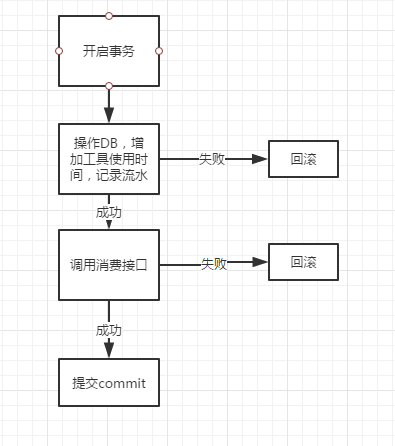 开启事务
操作DB，增
加工具使用时
间，记录流水
失败
回滚
成功
调用消费接口
失败
回滚
成功
提交commit